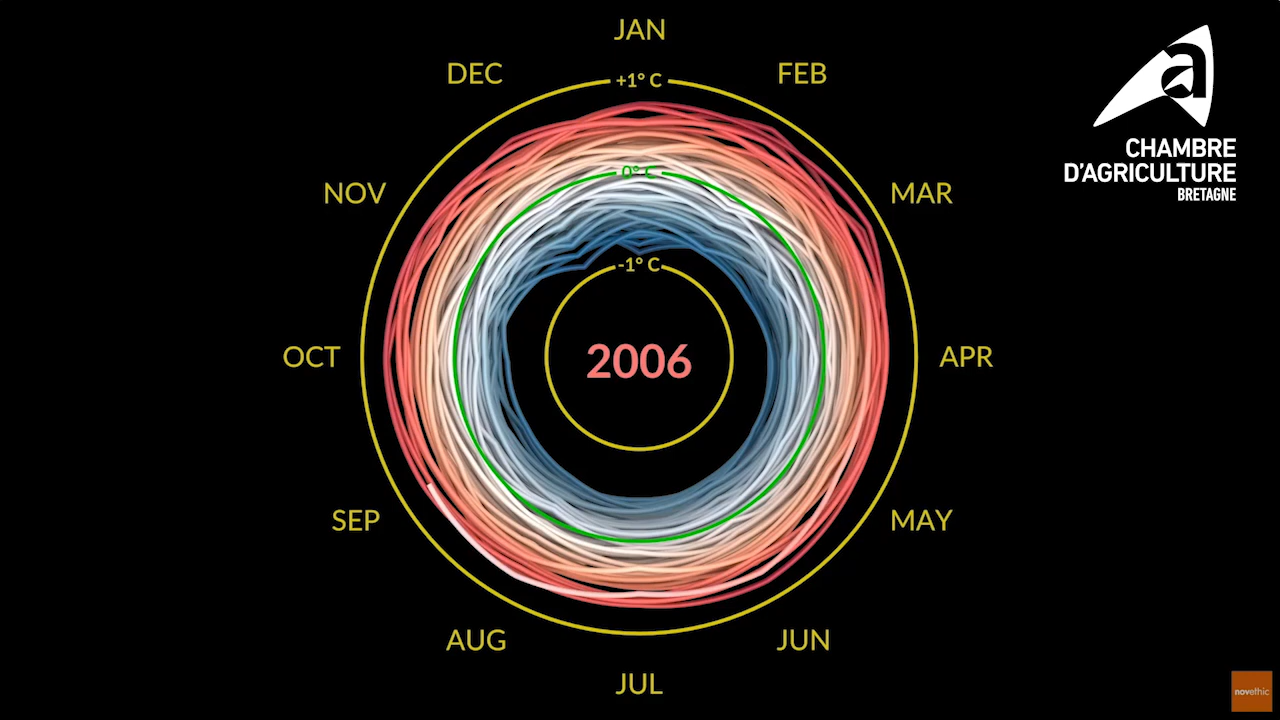 JAN
DEC
FEB
+1° C
NOV
MAR
0° C
-1° C
OCT
2006
APR
SEP
MAY
AUG
JUN
JUL
a
CHAMBRE
D'AGRICULTURE
BRETAGNE
novethic